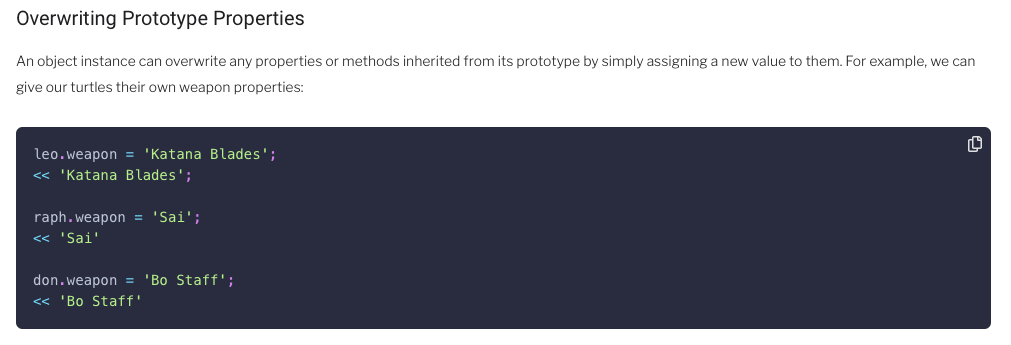 Overwriting Prototype Properties
An object instance can overwrite any properties or methods inherited from its prototype by simply assigning a new value to them. For example, we can
give our turtles their own weapon properties:
leo.weapon = 'Katana Blades';
<< 'Katana Blades';
raph.weapon = 'Sai';
<< 'Sai'
don.weapon = 'Bo Staff';
<< 'Bo Staff'